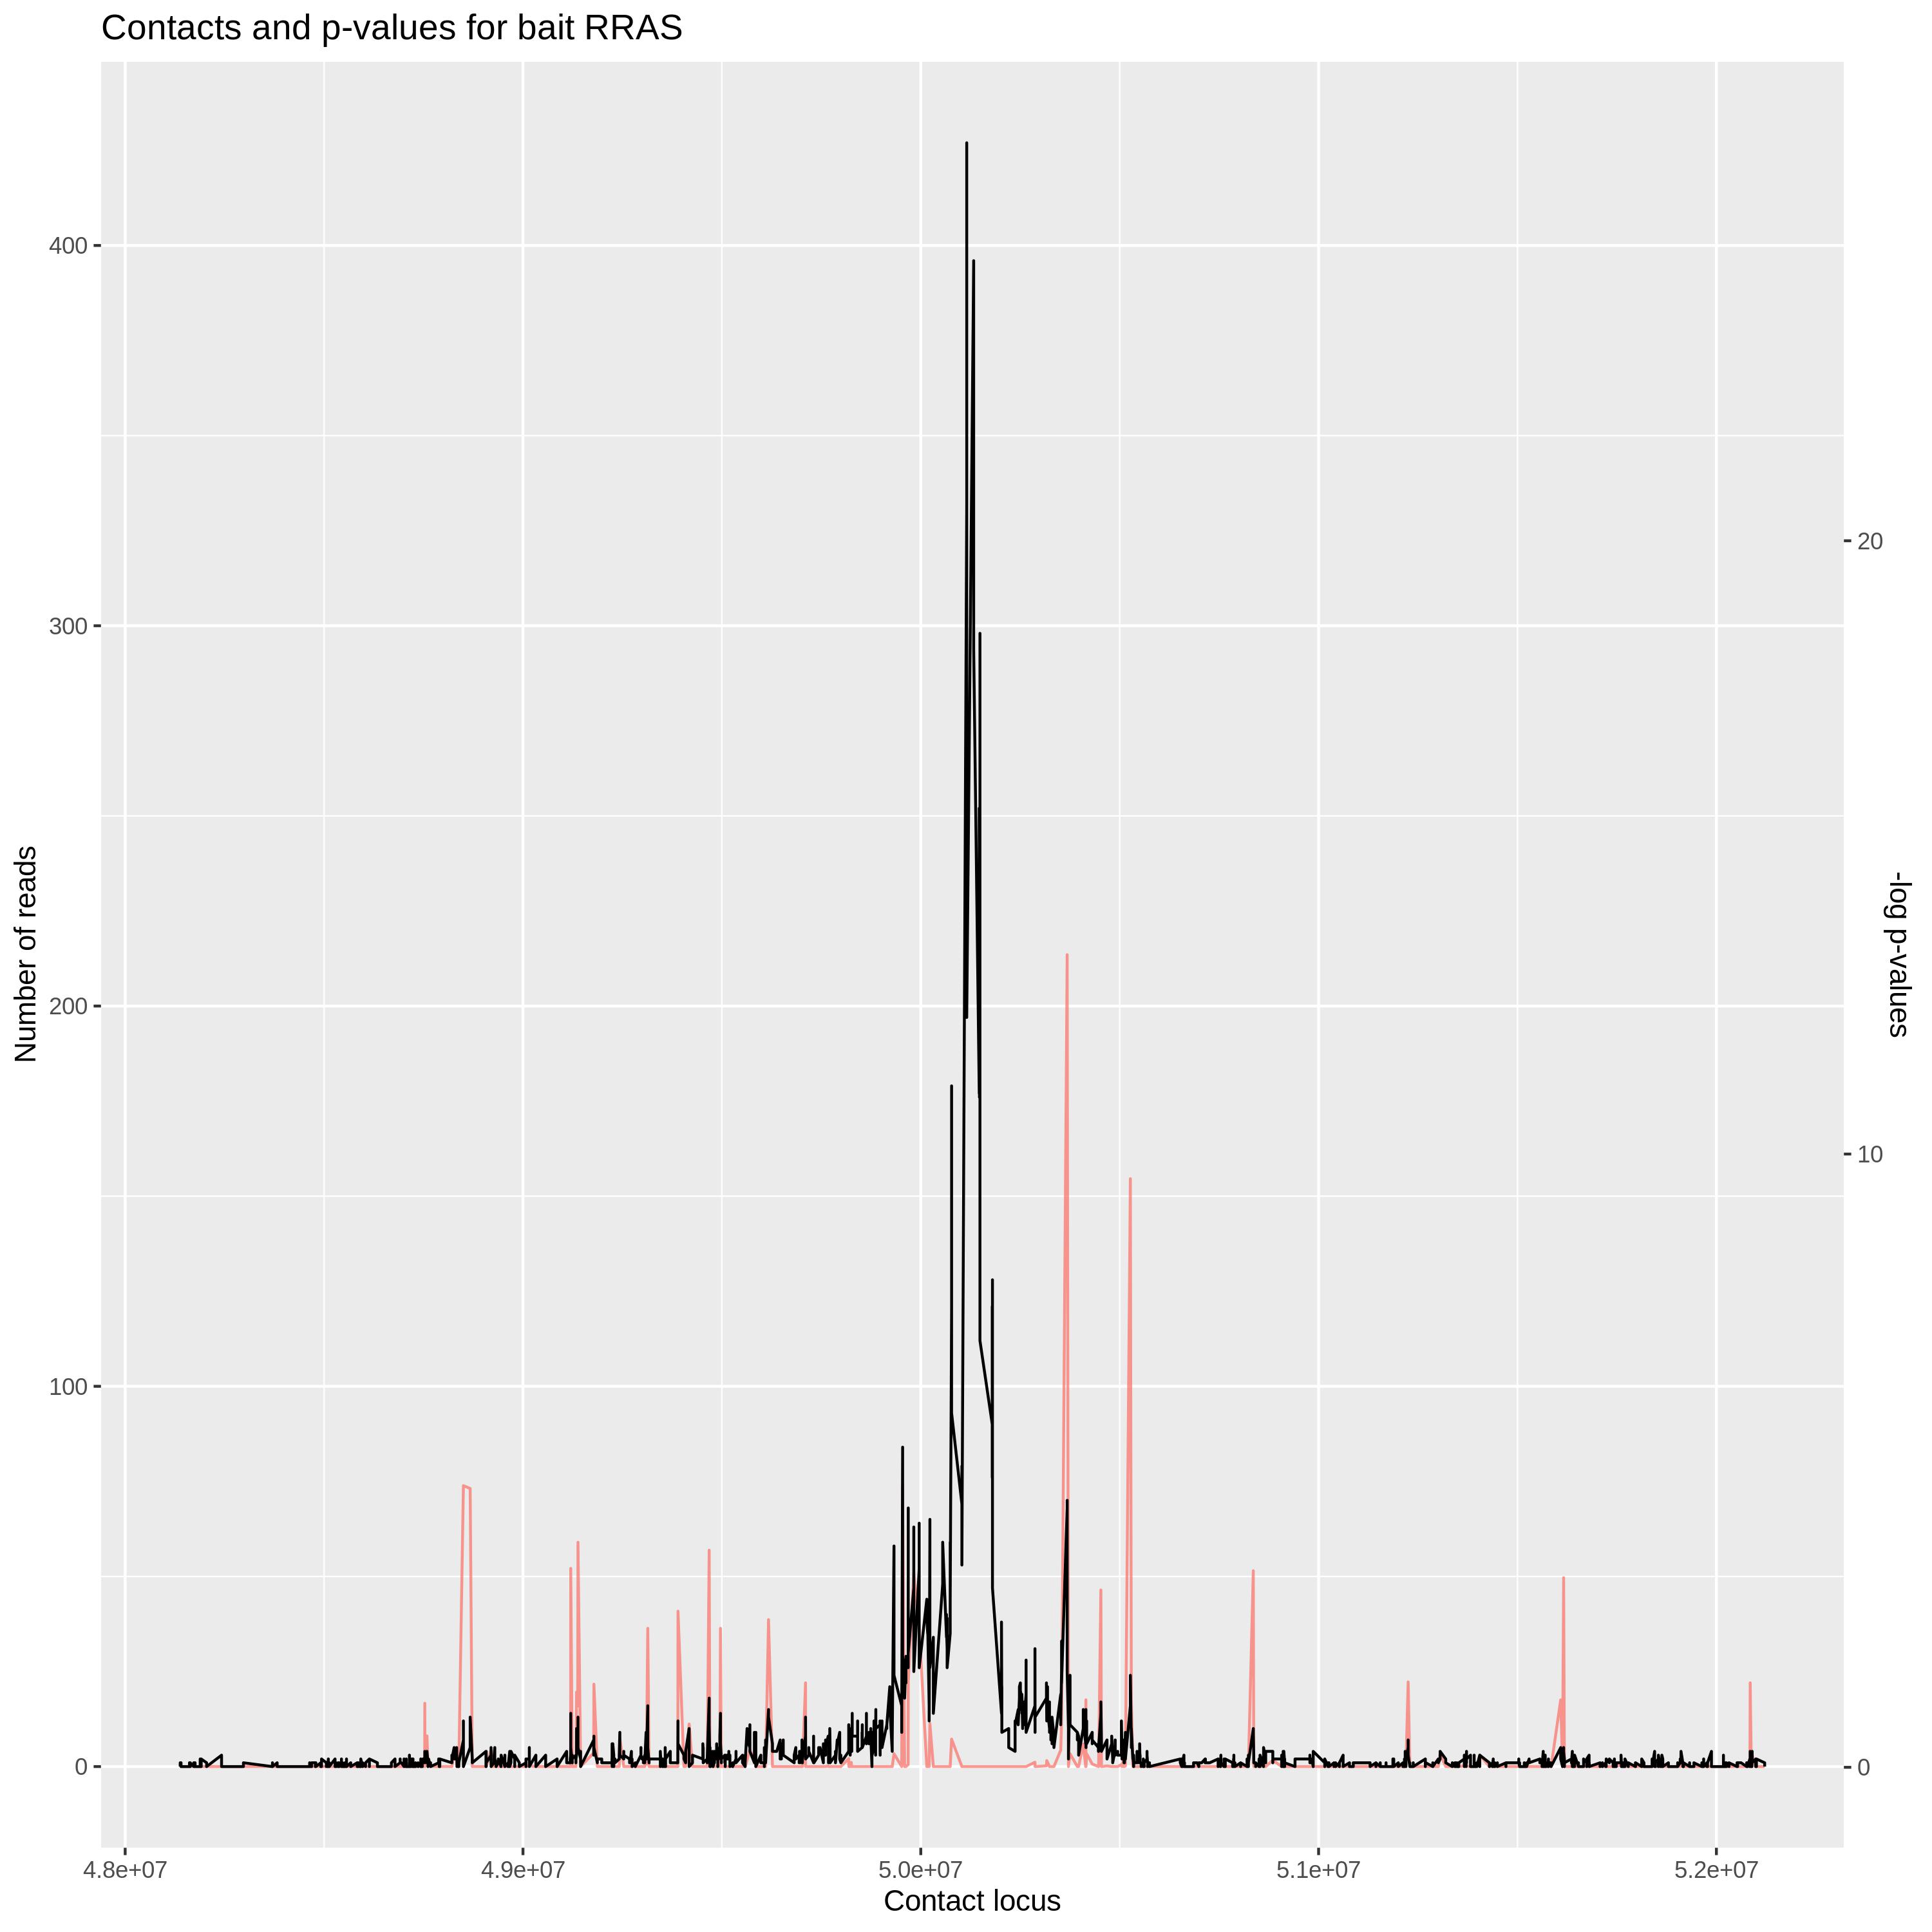 Contacts and p-values for bait RRAS
400
300
200
100
0
Number of reads
20
10
0
-log p-values
4.8e+07
4.9e+07
5.0e+07
5.1e+07
5.2e+07
Contact locus